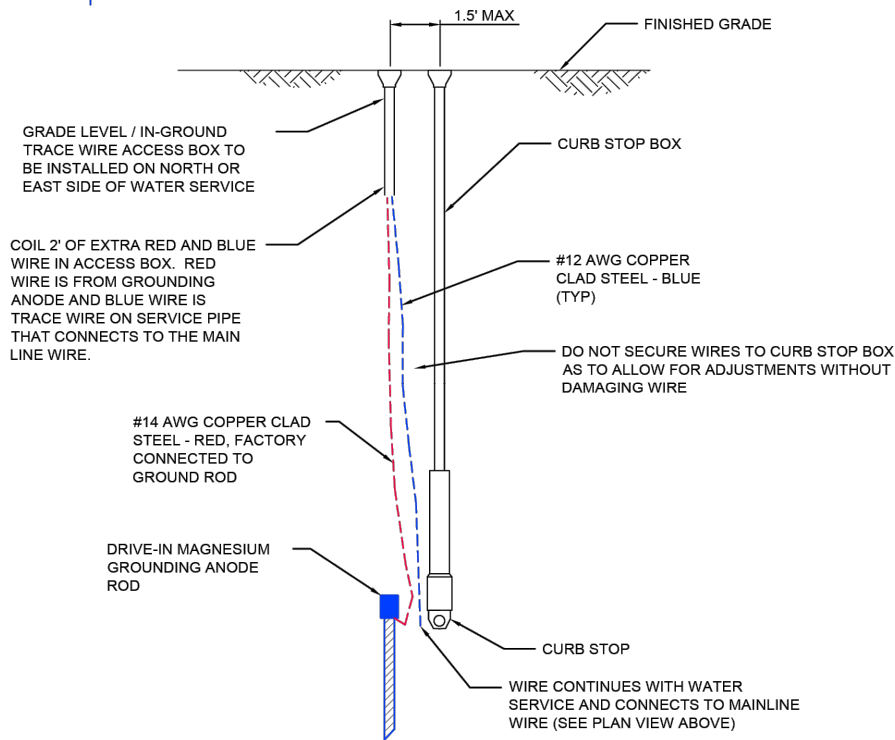 1.5' MAX
FINISHED GRADE
GRADE LEVEL / IN-GROUND
TRACE WIRE ACCESS BOX TO
BE INSTALLED ON NORTH OR
EAST SIDE OF WATER SERVICE
CURB STOP BOX
COIL 2' OF EXTRA RED AND BLUE
WIRE IN ACCESS BOX. RED
WIRE IS FROM GROUNDING
ANODE AND BLUE WIRE IS
TRACE WIRE ON SERVICE PIPE
THAT CONNECTS TO THE MAIN
LINE WIRE.
#12 AWG COPPER
CLAD STEEL - BLUE
(TYP)
DO NOT SECURE WIRES TO CURB STOP BOX
AS TO ALLOW FOR ADJUSTMENTS WITHOUT
DAMAGING WIRE
#14 AWG COPPER CLAD
STEEL - RED, FACTORY
CONNECTED TO
GROUND ROD
DRIVE-IN MAGNESIUM
GROUNDING ANODE
ROD
CURB STOP
WIRE CONTINUES WITH WATER
SERVICE AND CONNECTS TO MAINLINE
WIRE (SEE PLAN VIEW ABOVE)